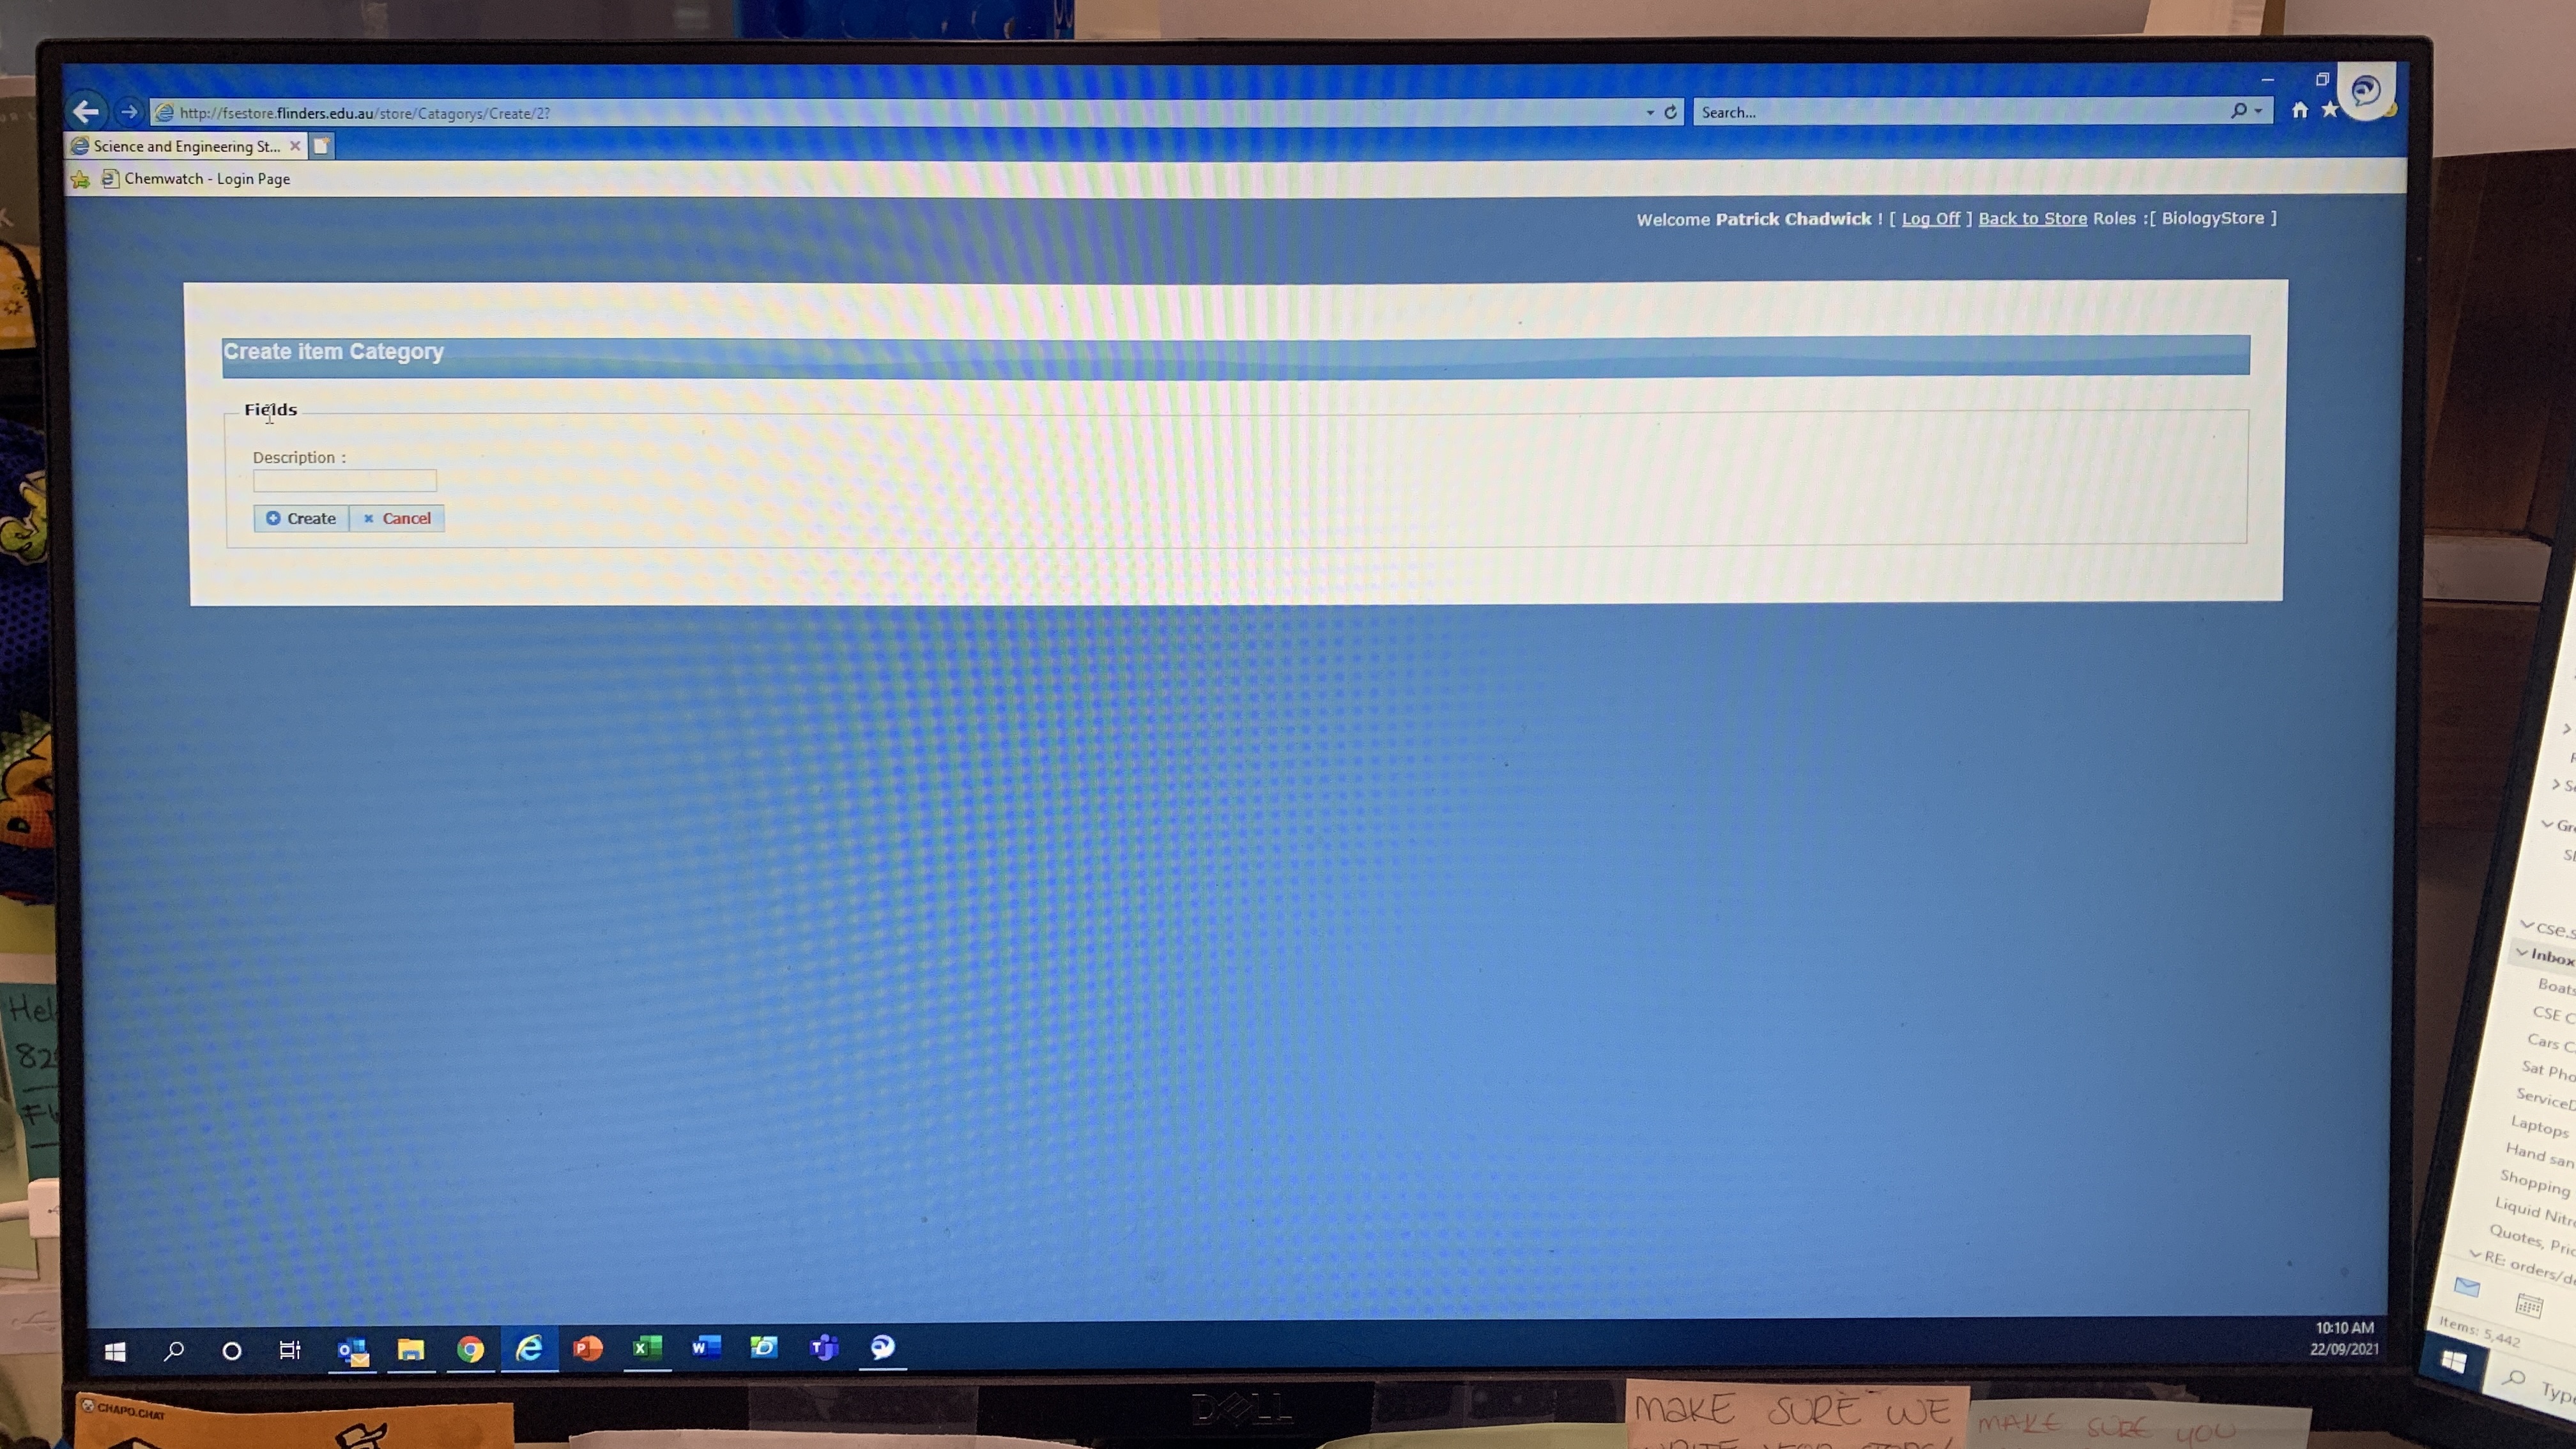 http://fsestore.flinders.edu.au/store/Catagorys/Create/2?
Search...
Science and Engineering St...
Chemwatch - Login Page
Welcome Patrick Chadwick ! [ Log Off ] Back to Store Roles :[ BiologyStore ]
Create item Category
Fields
Description :
Create
Cancel
Inbox
Boats
CSE C
Cars C
Sat Pho
Laptops
Hand san
Shopping
Liquid Nitr
Quotes, Pric
RE: orders/d
Items: 5,442
10:10 AM
22/09/2021
DELL
Hel
82
CHAPO.CHAT
MAKE SURE WE
MAKE SURE YOU